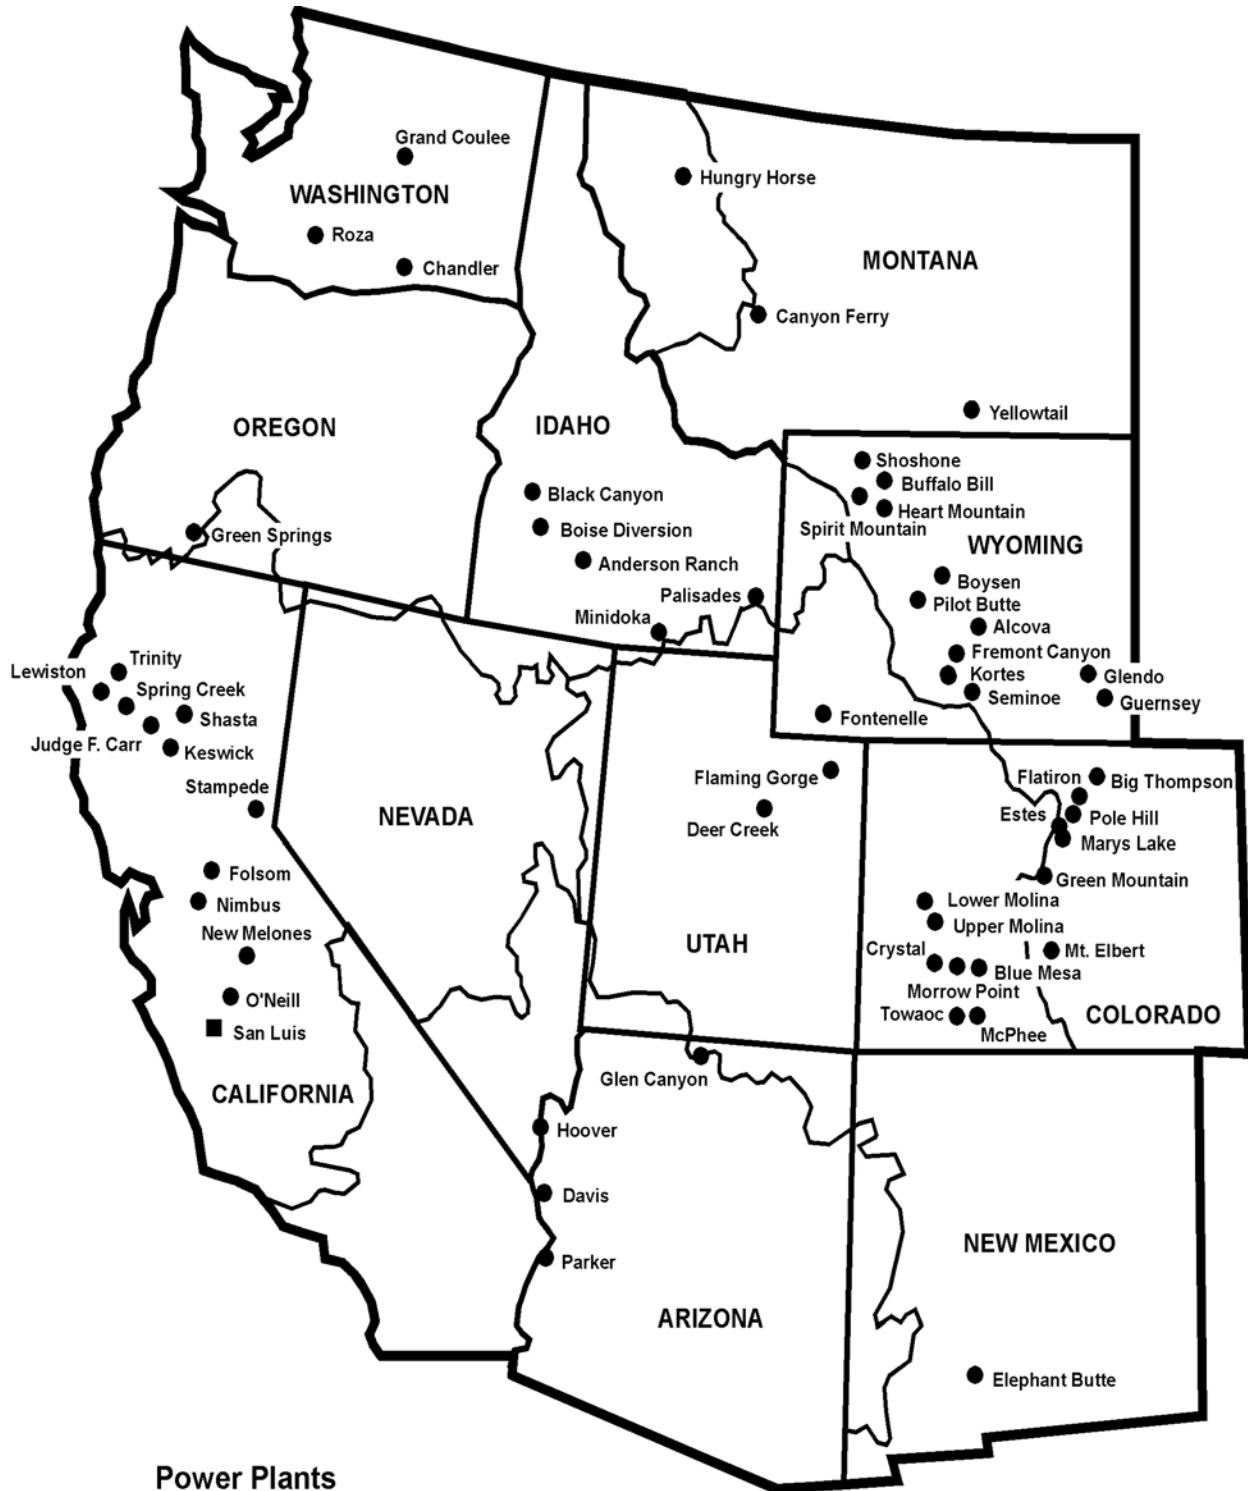 Grand Coulee
WASHINGTON
Roza
Chandler
Hungry Horse
MONTANA
Canyon Ferry
Yellowtail
OREGON
Green Springs
IDAHO
Black Canyon
Boise Diversion
Anderson Ranch
Palisades
Minidoka
Shoshone
Buffalo Bill
Heart Mountain
Spirit Mountain
WYOMING
Boysen
Pilot Butte
Alcova
Fremont Canyon
Kortes
Seminoe
Glendo
Guernsey
Fontenelle
Trinity
Lewiston
Spring Creek
Shasta
Judge F. Carr
Keswick
Stampede
Folsom
Nimbus
New Melones
O'Neill
San Luis
CALIFORNIA
NEVADA
Flaming Gorge
Deer Creek
UTAH
Flatiron
Big Thompson
Estes
Pole Hill
Marys Lake
Green Mountain
Lower Molina
Upper Molina
Mt. Elbert
Crystal
Blue Mesa
Morrow Point
Towaoc
McPhee
COLORADO
Glen Canyon
Hoover
Davis
Parker
ARIZONA
NEW MEXICO
Elephant Butte
Power Plants